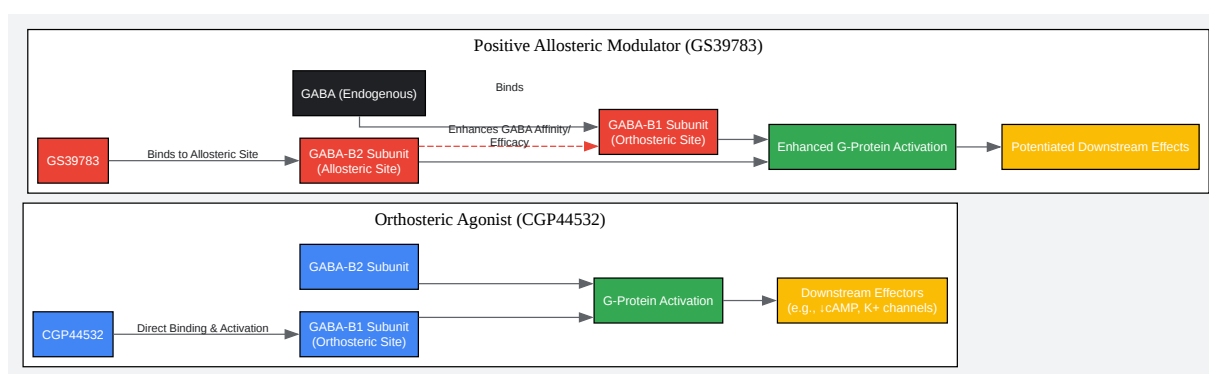 Positive Allosteric Modulator (GS39783)
GABA (Endogenous)
Binds
GS39783
Binds to Allosteric Site
GABA-B2 Subunit
(Allosteric Site)
Enhances GABA Affinity/
Efficacy
GABA-B1 Subunit
(Orthosteric Site)
Enhanced G-Protein Activation
Potentiated Downstream Effects
Orthosteric Agonist (CGP44532)
GABA-B2 Subunit
CGP44532
Direct Binding & Activation
GABA-B1 Subunit
(Orthosteric Site)
G-Protein Activation
Downstream Effectors
(e.g., ↓cAMP, K+ channels)